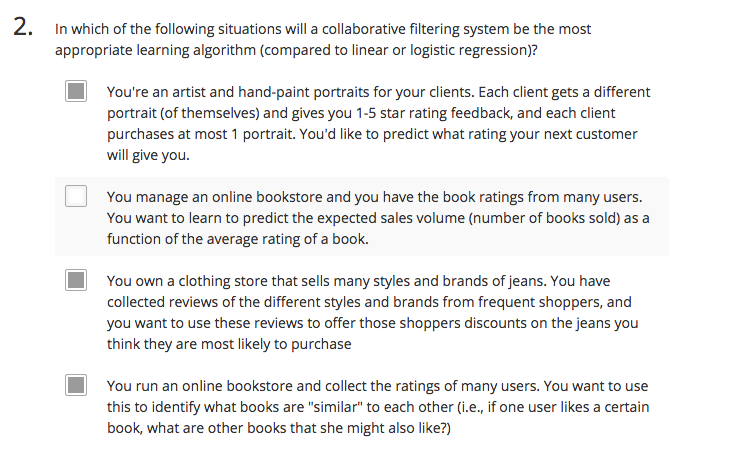 2. In which of the following situations will a collaborative filtering system be the most
appropriate learning algorithm (compared to linear or logistic regression)?
You're an artist and hand-paint portraits for your clients. Each client gets a different
portrait (of themselves) and gives you 1-5 star rating feedback, and each client
purchases at most 1 portrait. You'd like to predict what rating your next customer
will give you.
You manage an online bookstore and you have the book ratings from many users.
You want to learn to predict the expected sales volume (number of books sold) as a
function of the average rating of a book.
You own a clothing store that sells many styles and brands of jeans. You have
collected reviews of the different styles and brands from frequent shoppers, and
you want to use these reviews to offer those shoppers discounts on the jeans you
think they are most likely to purchase
You run an online bookstore and collect the ratings of many users. You want to use
this to identify what books are "similar" to each other (i.e., if one user likes a certain
book, what are other books that she might also like?)